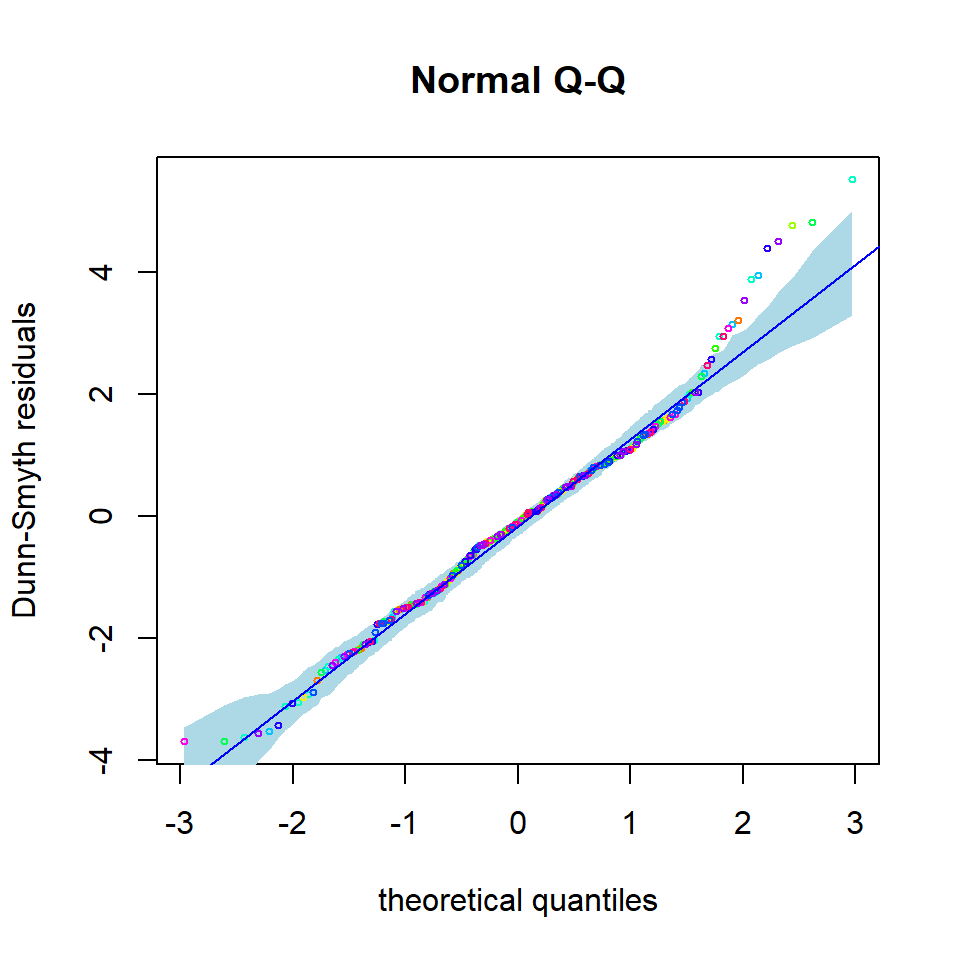 Normal Q-Q
Dunn-Smyth residuals
4
2
0
-2
-4
-3 -2 -1 0 1 2 3
theoretical quantiles